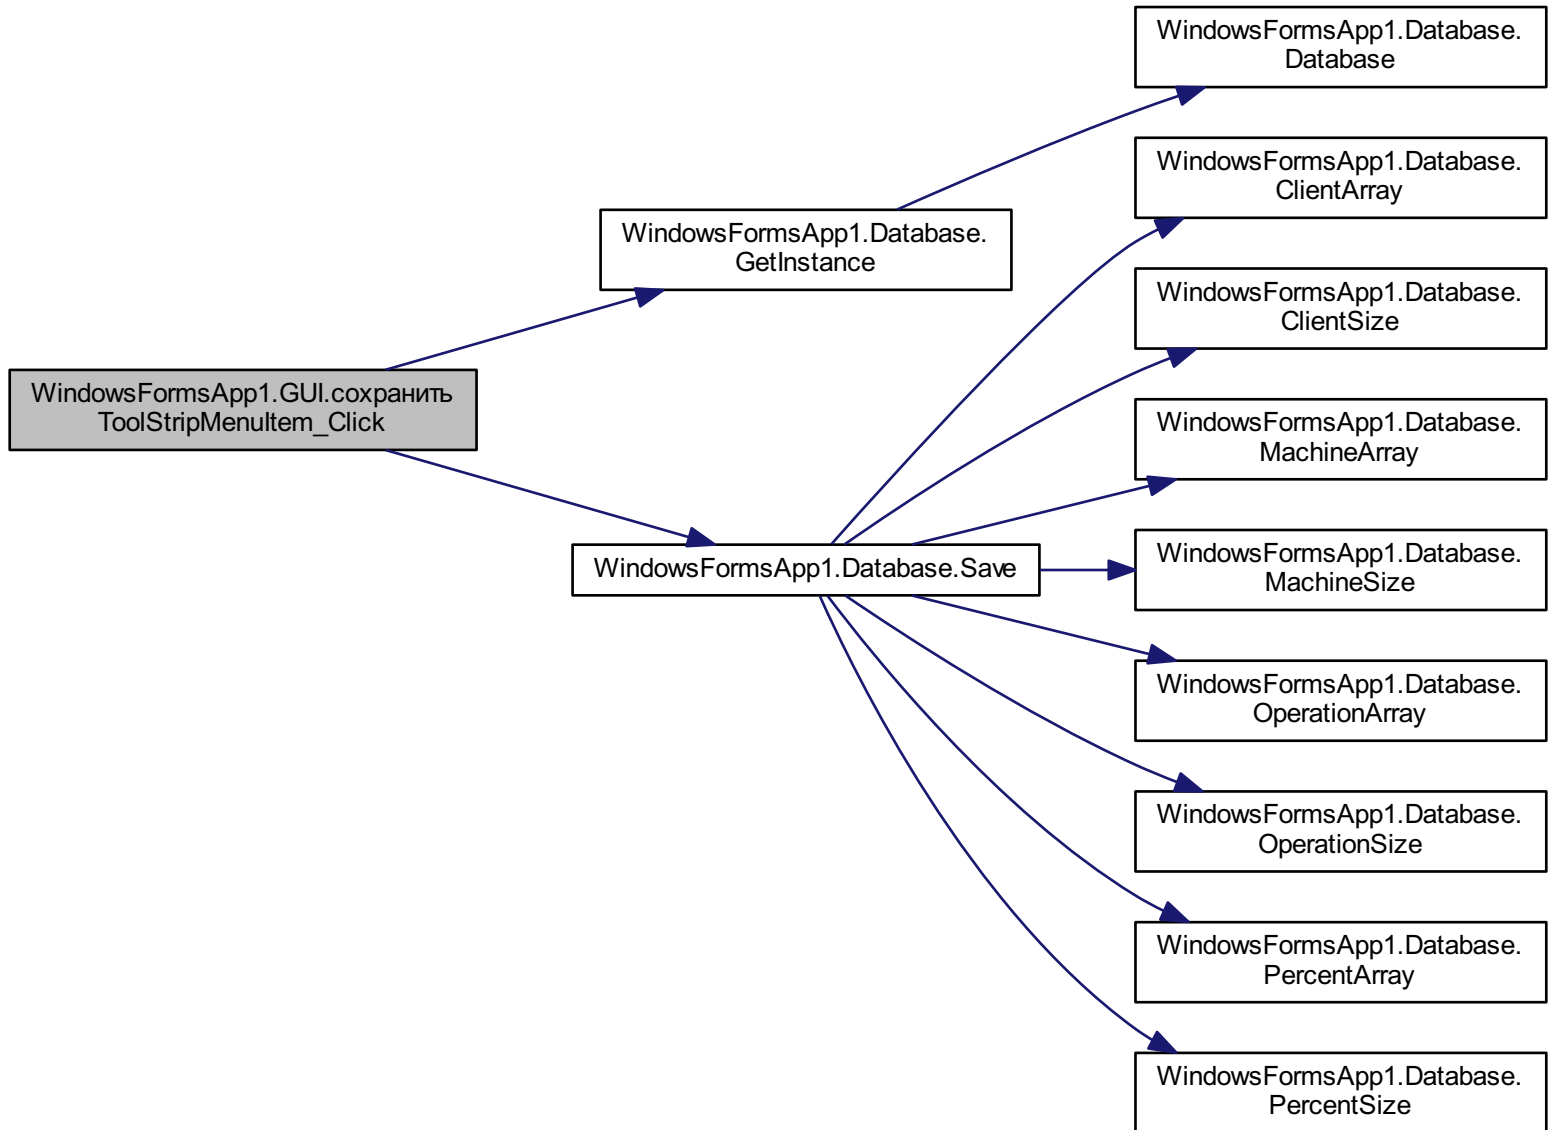 WindowsFormsApp1.GUI.сохранить
ToolStripMenuItem_Click
WindowsFormsApp1.Database.
GetInstance
WindowsFormsApp1.Database.Save
WindowsFormsApp1.Database.
Database
WindowsFormsApp1.Database.
ClientArray
WindowsFormsApp1.Database.
ClientSize
WindowsFormsApp1.Database.
MachineArray
WindowsFormsApp1.Database.
MachineSize
WindowsFormsApp1.Database.
OperationArray
WindowsFormsApp1.Database.
OperationSize
WindowsFormsApp1.Database.
PercentArray
WindowsFormsApp1.Database.
PercentSize